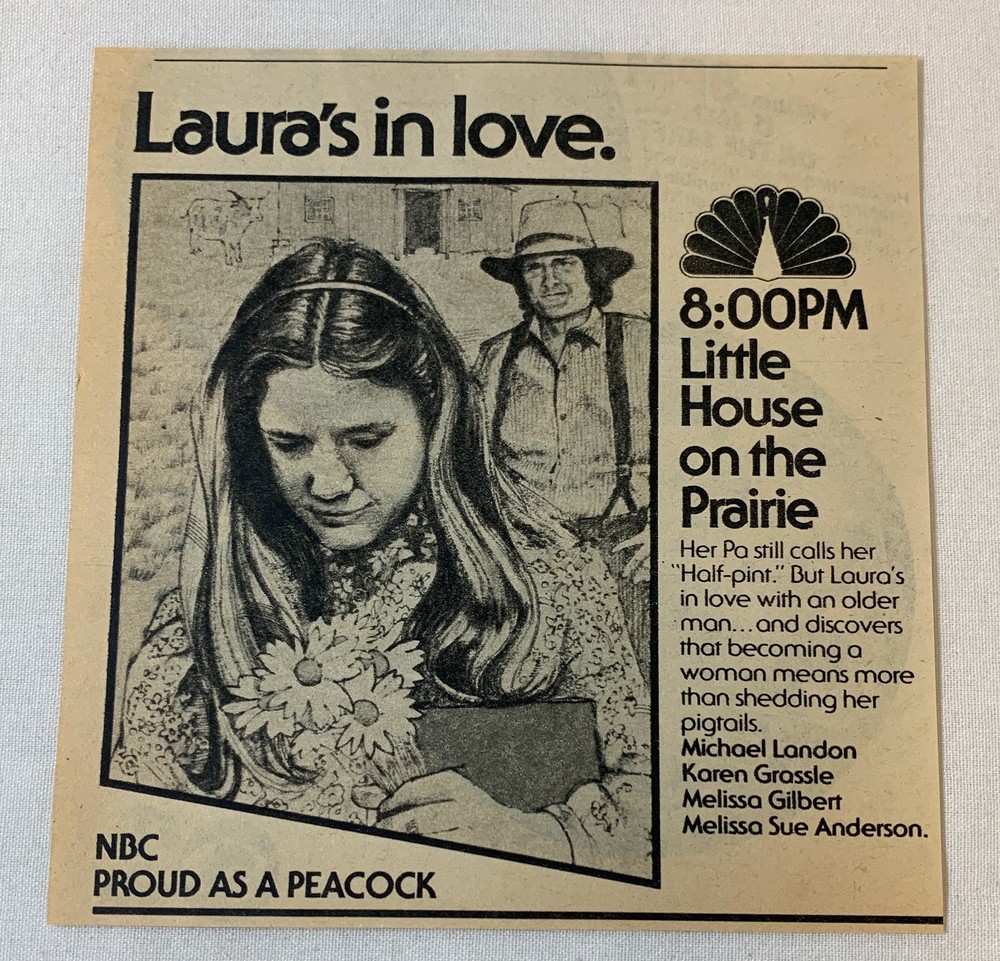 Laura's in love.
8:00PM
Little
House
on the
Prairie
Her Pa still calls her
"Half-pint." But Laura's
in love with an older
man...and discovers
that becoming a
woman means more
than shedding her
pigtails.
Michael Landon
Karen Grassle
Melissa Gilbert
Melissa Sue Anderson.
NBC
PROUD AS A PEACOCK